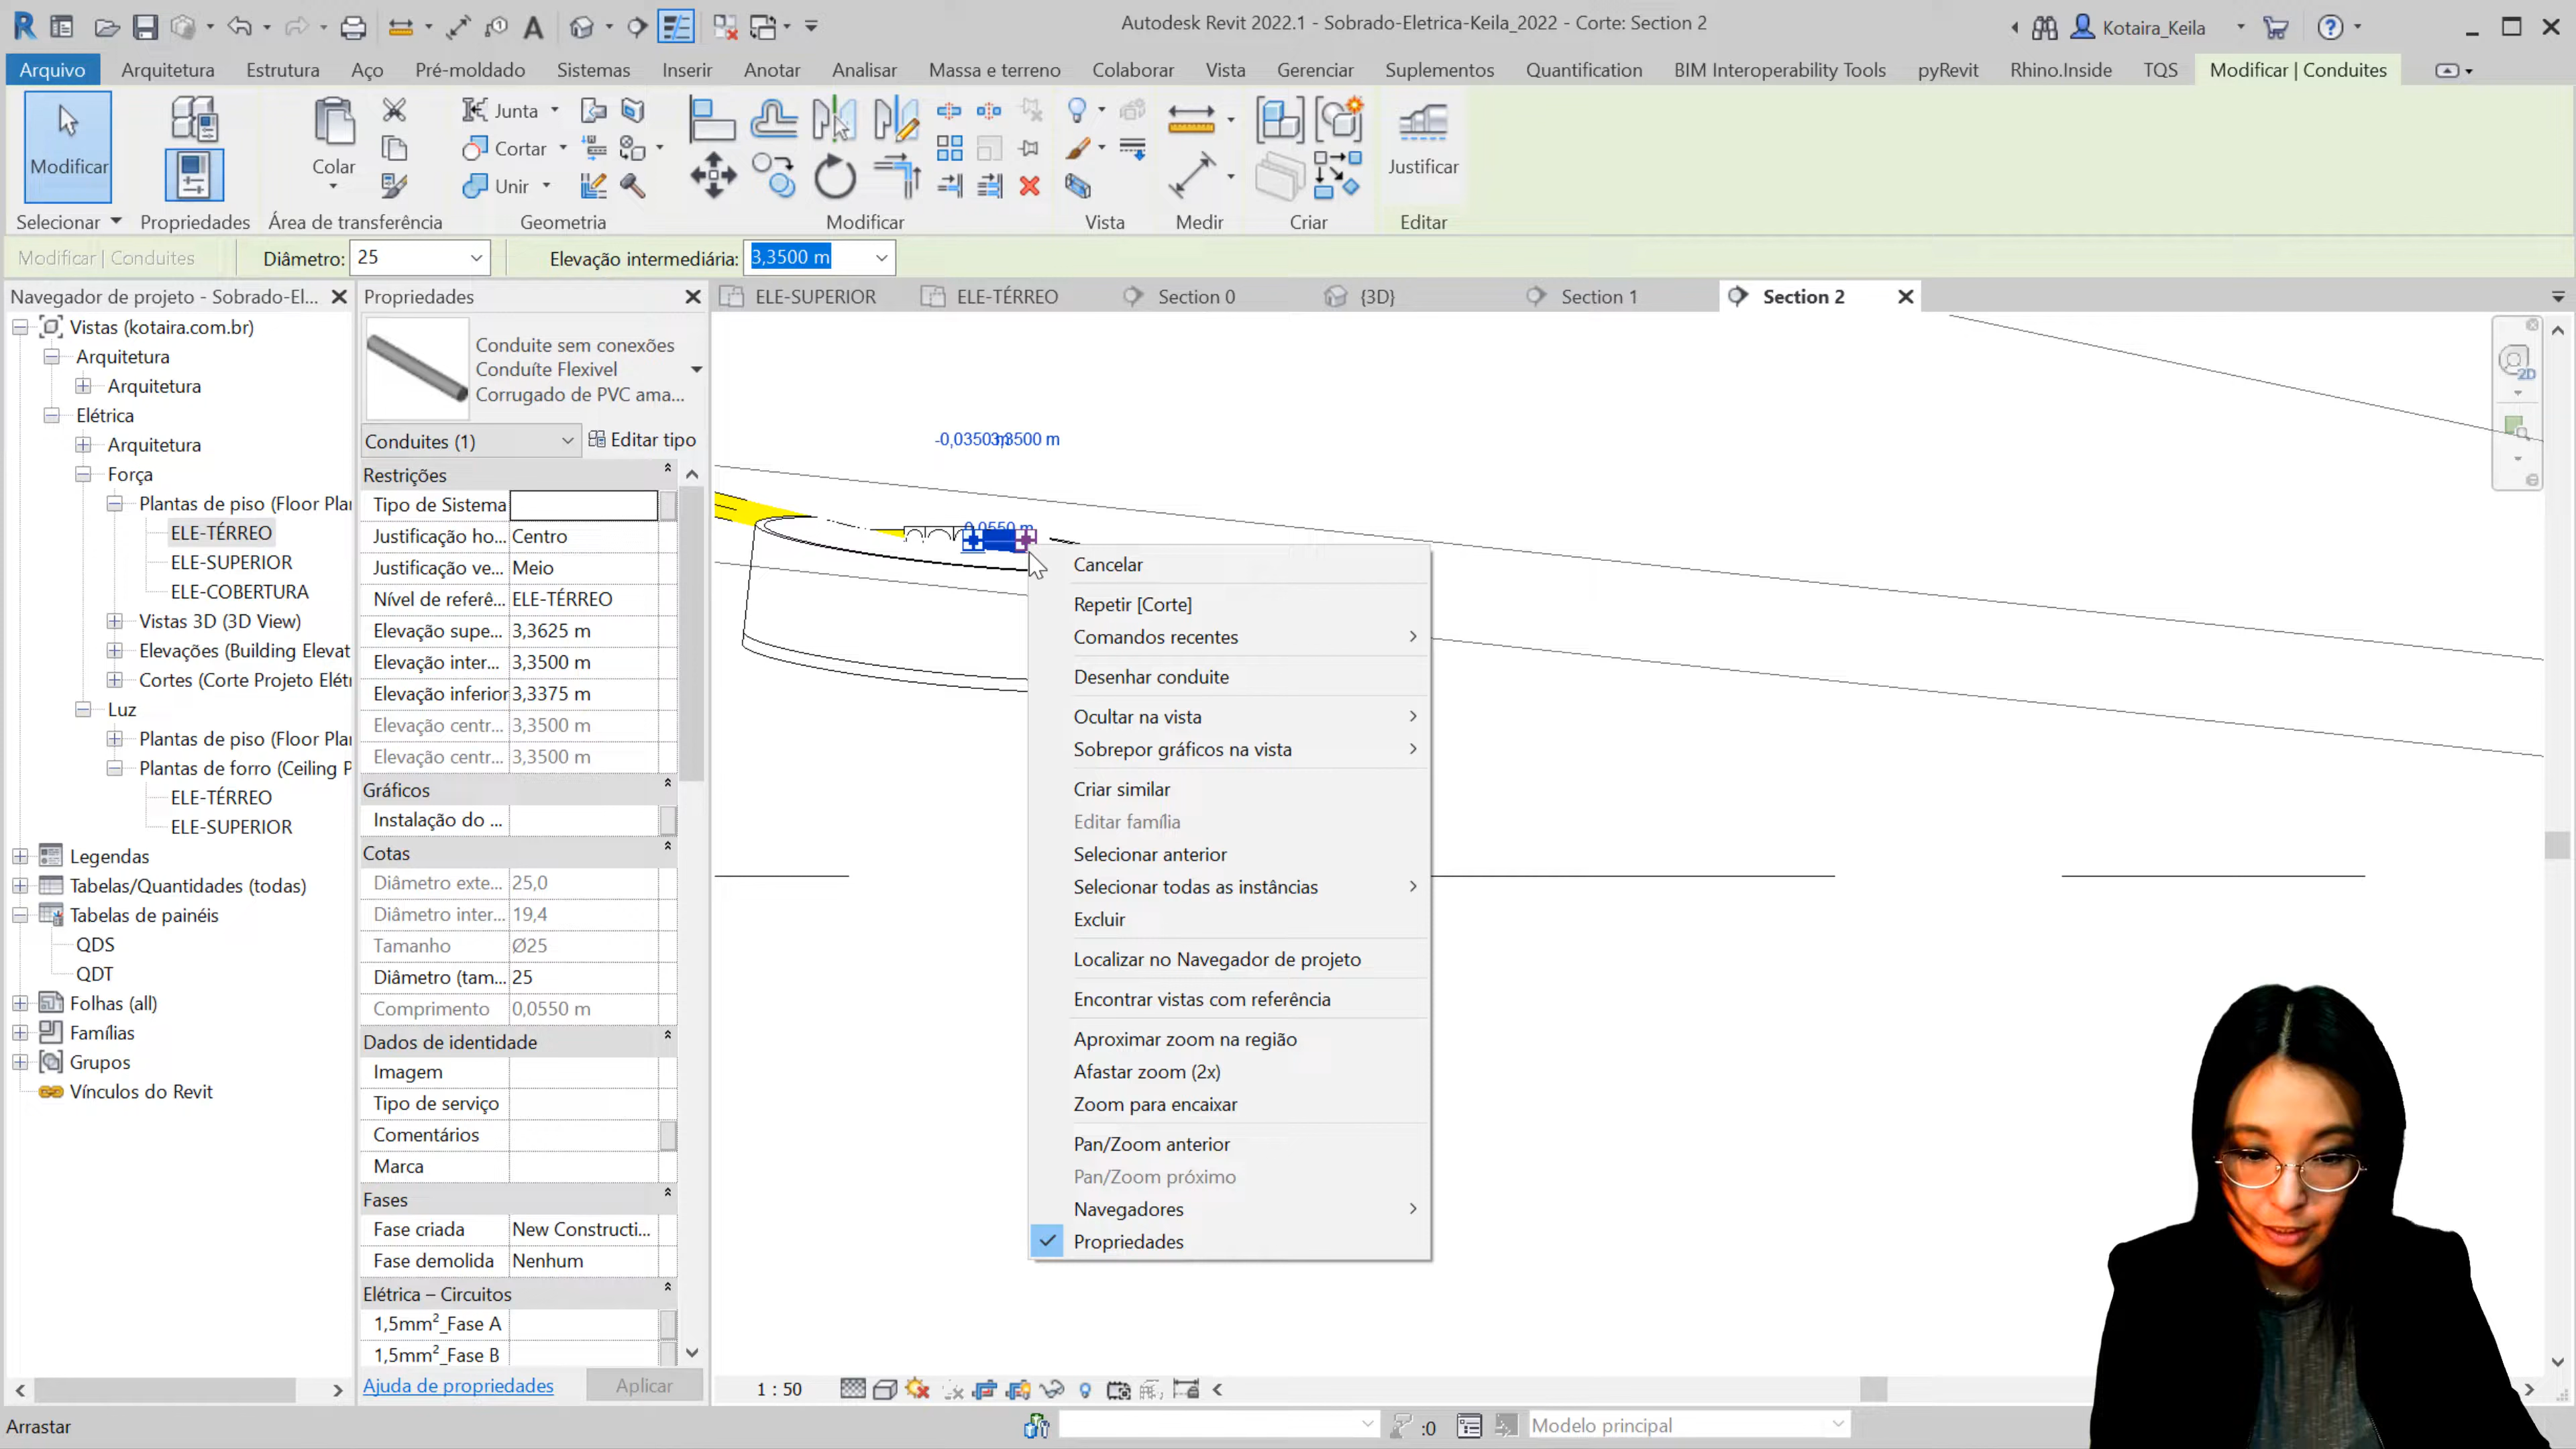 Autodesk Revit 2022.1 - Sobrado-Eletrica-Keila_2022 - Corte: Section 2
Kotaira_Keila
Arquivo Arquitetura Estrutura Aço Pré-moldado Sistemas Inserir Anotar Analisar Massa e terreno Colaborar Vista Gerenciar Suplementos Quantification BIM Interoperability Tools pyRevit Rhino.Inside TQS Modificar | Conduites
Modificar
Colar
Junta
Cortar
Unir
Justificar
Selecionar Propriedades Área de transferência Geometria Modificar Vista Medir Criar Editar
Modificar | Conduites Diâmetro: 25 Elevação intermediária: 3,3500 m
Navegador de projeto - Sobrado-El...
Vistas (kotaira.com.br)
Arquitetura
Arquitetura
Elétrica
Arquitetura
Força
Plantas de piso (Floor Pla
ELE-TÉRREO
ELE-SUPERIOR
ELE-COBERTURA
Vistas 3D (3D View)
Elevações (Building Elevat
Cortes (Corte Projeto Elétr
Luz
Plantas de piso (Floor Pla
Plantas de forro (Ceiling P
ELE-TÉRREO
ELE-SUPERIOR
Legendas
Tabelas/Quantidades (todas)
Tabelas de painéis
QDS
QDT
Folhas (all)
Famílias
Grupos
Vínculos do Revit
Propriedades
Conduite sem conexões
Conduíte Flexivel
Corrugado de PVC ama...
Conduites (1) Editar tipo
Restrições
Tipo de Sistema
Justificação ho... Centro
Justificação ve... Meio
Nível de referê... ELE-TÉRREO
Elevação supe... 3,3625 m
Elevação inter... 3,3500 m
Elevação inferior 3,3375 m
Elevação centr... 3,3500 m
Elevação centr... 3,3500 m
Gráficos
Instalação do ...
Cotas
Diâmetro exte... 25,0
Diâmetro inter... 19,4
Tamanho Ø25
Diâmetro (tam... 25
Comprimento 0,0550 m
Dados de identidade
Imagem
Tipo de serviço
Comentários
Marca
Fases
Fase criada New Constructi...
Fase demolida Nenhum
Elétrica – Circuitos
1,5mm²_Fase A
1,5mm²_Fase B
Ajuda de propriedades Aplicar
ELE-SUPERIOR ELE-TÉRREO Section 0 {3D} Section 1 Section 2
2D
-0,0350 m 3,3500 m
0,0550 m
Cancelar
Repetir [Corte]
Comandos recentes
Desenhar conduite
Ocultar na vista
Sobrepor gráficos na vista
Criar similar
Editar família
Selecionar anterior
Selecionar todas as instâncias
Excluir
Localizar no Navegador de projeto
Encontrar vistas com referência
Aproximar zoom na região
Afastar zoom (2x)
Zoom para encaixar
Pan/Zoom anterior
Pan/Zoom próximo
Navegadores
Propriedades
1 : 50
Arrastar
:0
Modelo principal